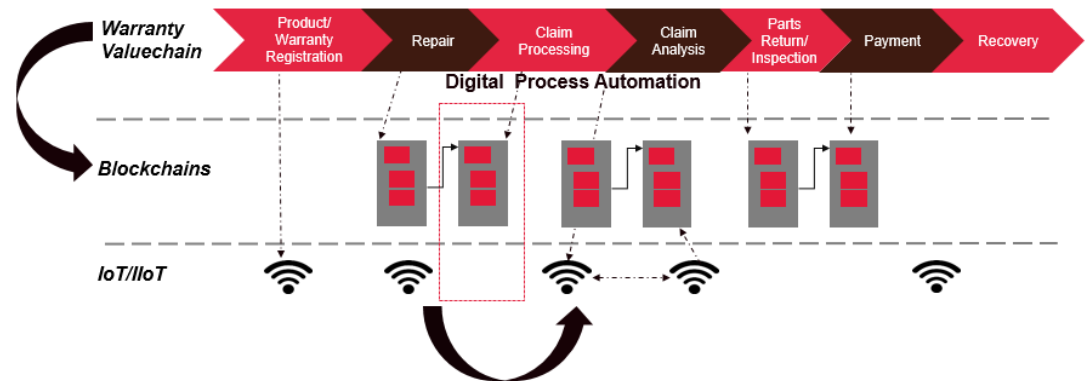 Warranty
Valuechain
Product/
Warranty
Registration
Repair
Claim
Processing
Claim
Analysis
Parts
Return/
Inspection
Payment
Recovery
Digital Process Automation
Blockchains
IoT/IIoT